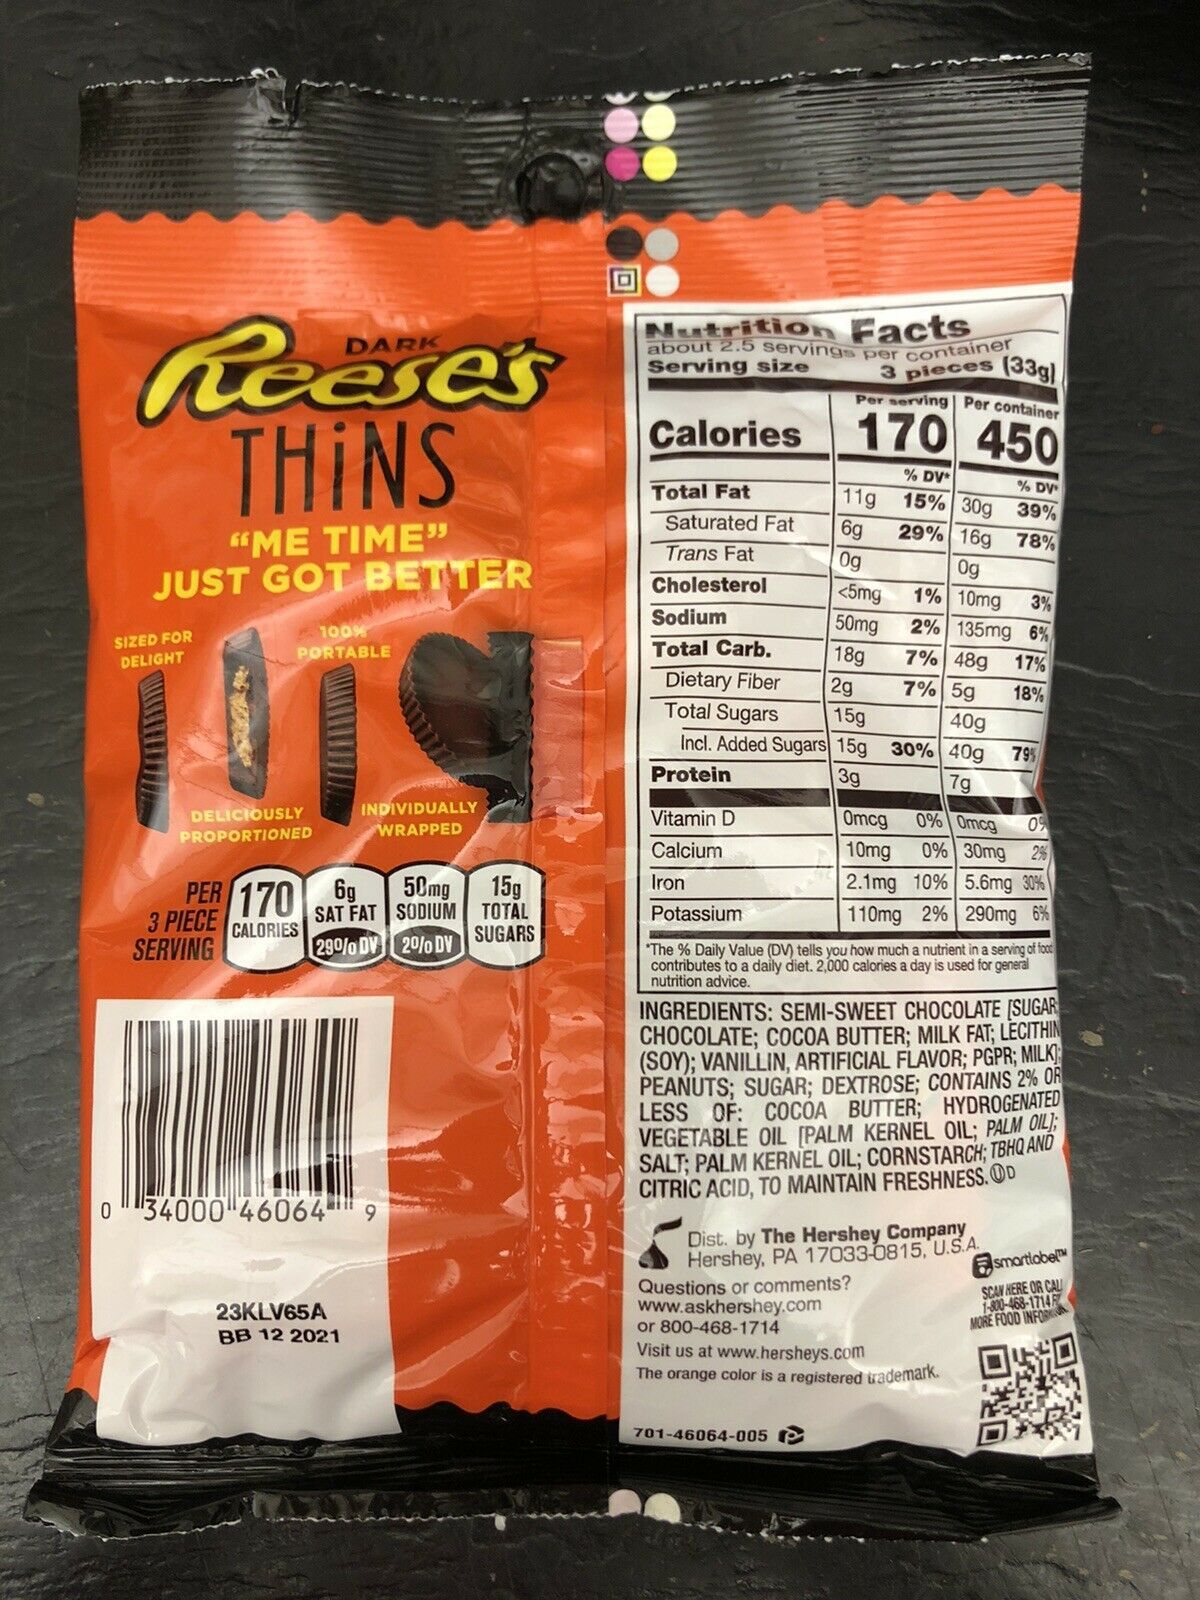 DARK
Reese's
THiNS
"ME TIME"
JUST GOT BETTER
SIZED FOR
DELIGHT
100%
PORTABLE
DELICIOUSLY
PROPORTIONED
INDIVIDUALLY
WRAPPED
PER
3 PIECE
SERVING
170
CALORIES
6g
SAT FAT
29% DV
50mg
SODIUM
2% DV
15g
TOTAL
SUGARS
0 34000 46064 9
23KLV65A
BB 12 2021
Nutrition Facts
about 2.5 servings per container
Serving size 3 pieces (33g)
Per serving Per container
Calories 170 450
% DV* % DV*
Total Fat 11g 15% 30g 39%
Saturated Fat 6g 29% 16g 78%
Trans Fat 0g 0g
Cholesterol <5mg 1% 10mg 3%
Sodium 50mg 2% 135mg 6%
Total Carb. 18g 7% 48g 17%
Dietary Fiber 2g 7% 5g 18%
Total Sugars 15g 40g
Incl. Added Sugars 15g 30% 40g 79%
Protein 3g 7g
Vitamin D 0mcg 0% 0mcg 0%
Calcium 10mg 0% 30mg 2%
Iron 2.1mg 10% 5.6mg 30%
Potassium 110mg 2% 290mg 6%
*The % Daily Value (DV) tells you how much a nutrient in a serving of food
contributes to a daily diet. 2,000 calories a day is used for general
nutrition advice.
INGREDIENTS: SEMI-SWEET CHOCOLATE [SUGAR;
CHOCOLATE; COCOA BUTTER; MILK FAT; LECITHIN
(SOY); VANILLIN, ARTIFICIAL FLAVOR; PGPR; MILK];
PEANUTS; SUGAR; DEXTROSE; CONTAINS 2% OR
LESS OF: COCOA BUTTER; HYDROGENATED
VEGETABLE OIL [PALM KERNEL OIL; PALM OIL];
SALT; PALM KERNEL OIL; CORNSTARCH; TBHQ AND
CITRIC ACID, TO MAINTAIN FRESHNESS. Ⓤ D
Dist. by The Hershey Company
Hershey, PA 17033-0815, U.S.A.
Questions or comments?
www.askhershey.com
or 800-468-1714
Visit us at www.hersheys.com
The orange color is a registered trademark.
smartlabel™
SCAN HERE OR CALL
1-800-468-1714
MORE FOOD
701-46064-005